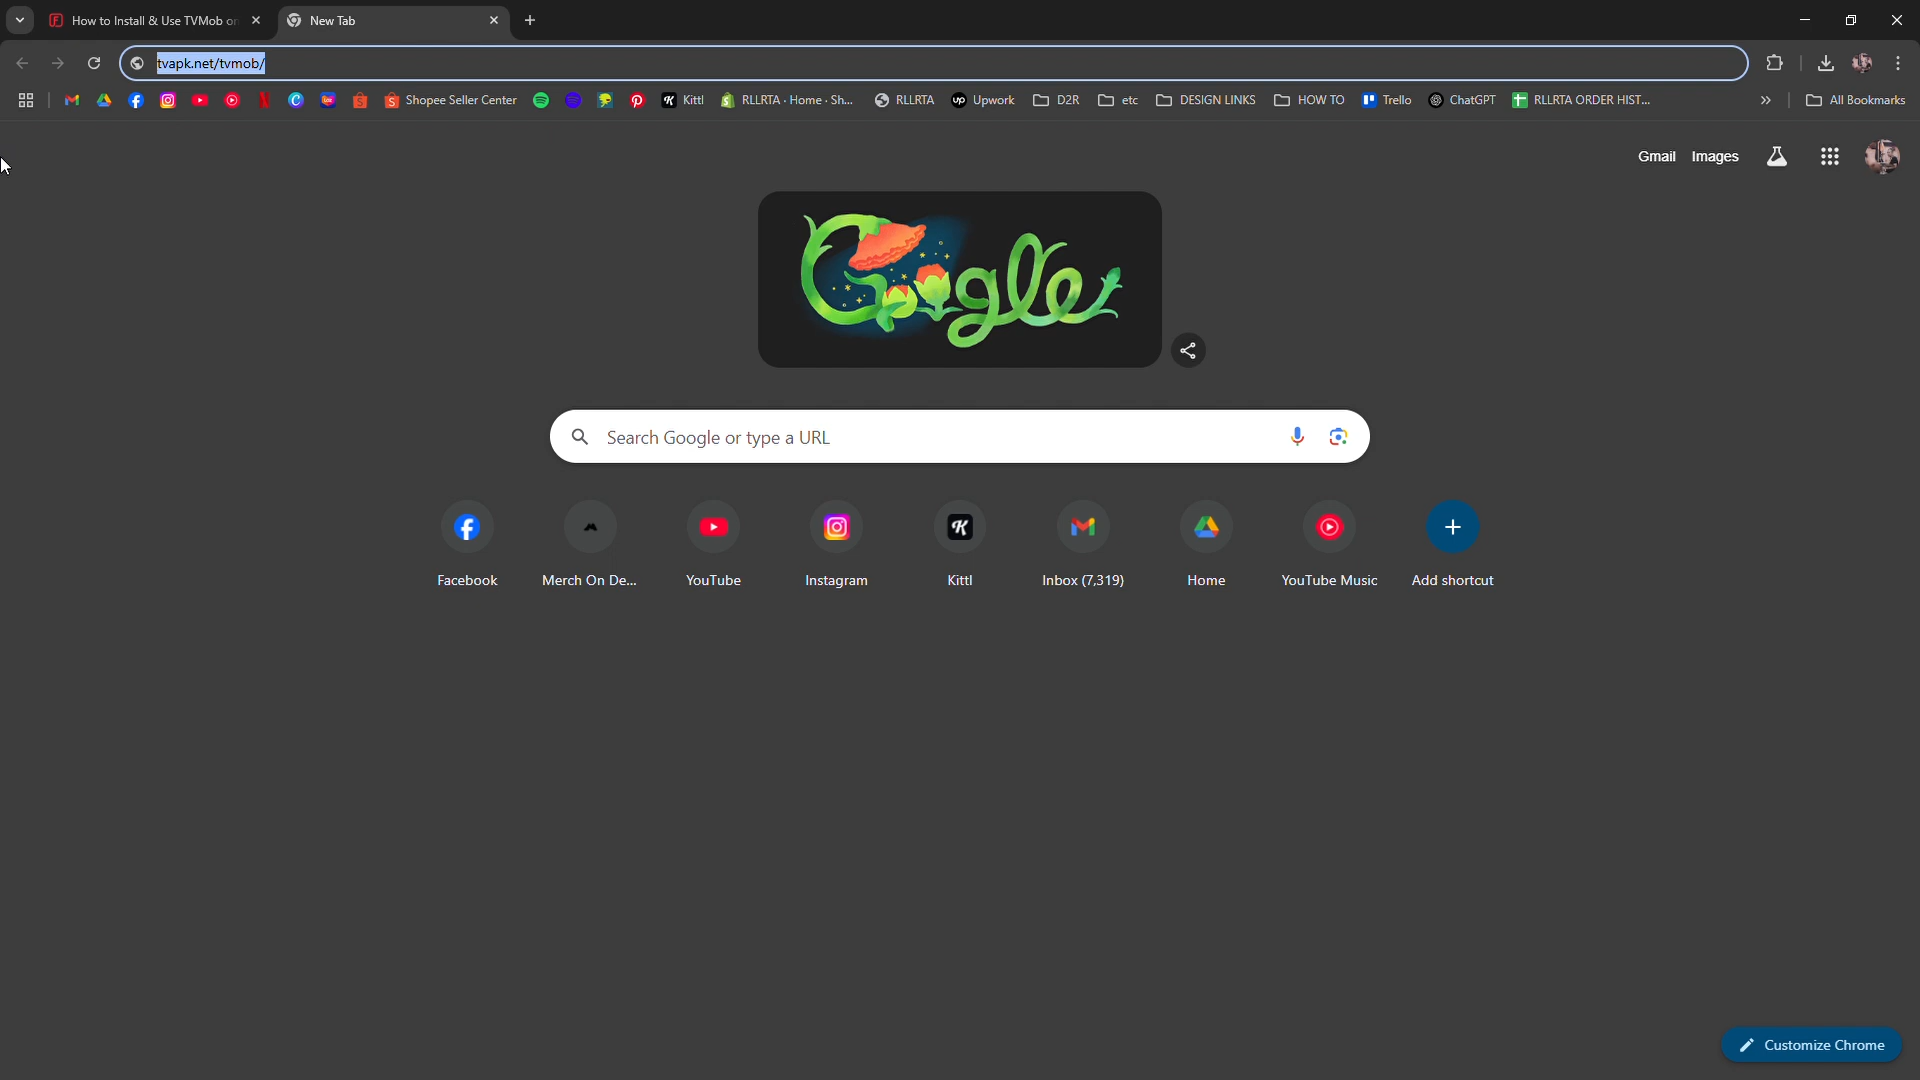 How to Install & Use TVMob on
New Tab
tvapk.net/tvmob/
Shopee Seller Center
Kittl
RLLRTA · Home · Sh...
RLLRTA
Upwork
D2R
etc
DESIGN LINKS
HOW TO
Trello
ChatGPT
RLLRTA ORDER HIST...
All Bookmarks
Gmail
Images
Google
Search Google or type a URL
Facebook
Merch On De...
YouTube
Instagram
Kittl
Inbox (7,319)
Home
YouTube Music
Add shortcut
Customize Chrome